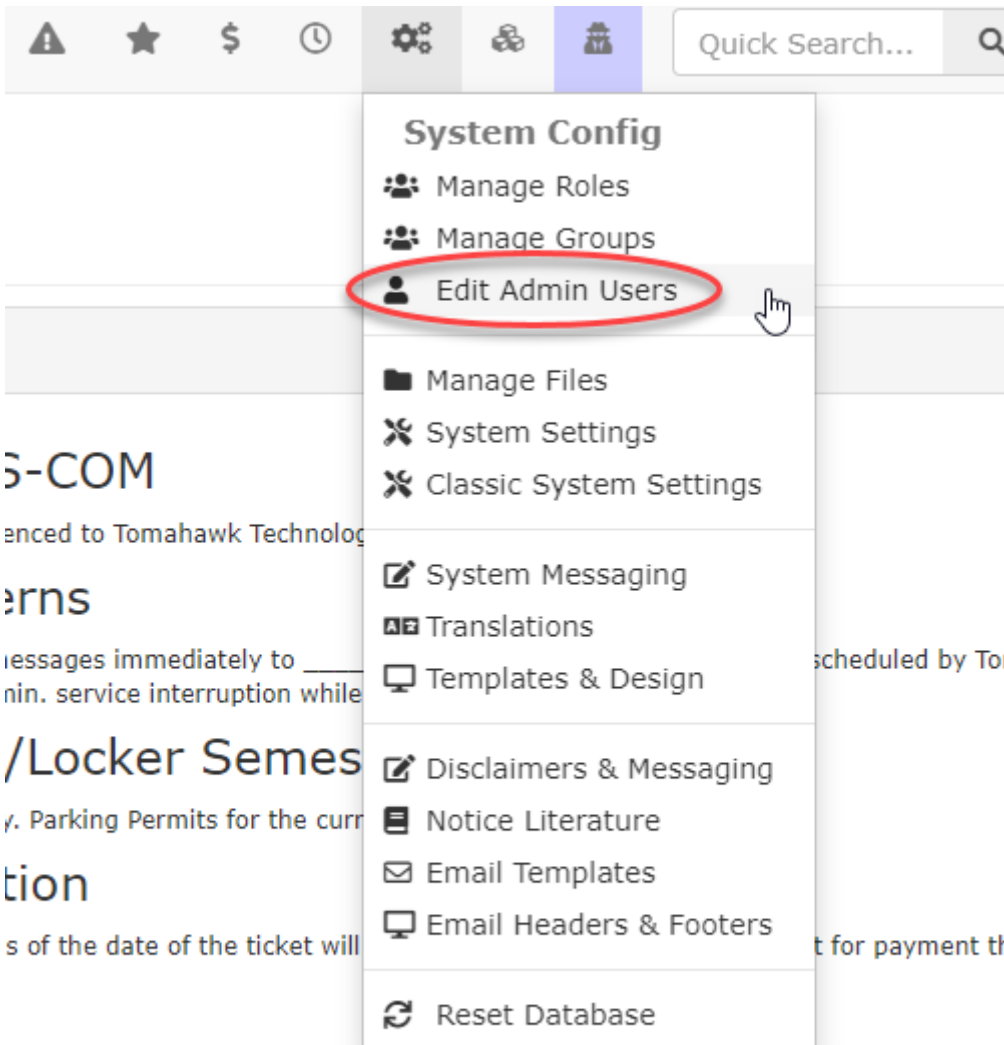 $
Quick Search...
System Config
Manage Roles
Manage Groups
Edit Admin Users
Manage Files
System Settings
Classic System Settings
System Messaging
Translations
Templates & Design
Disclaimers & Messaging
Notice Literature
Email Templates
Email Headers & Footers
Reset Database
S-COM
enced to Tomahawk Technolog
erns
essages immediately to _____ scheduled by To
min. service interruption while
/Locker Semes
y. Parking Permits for the curr
tion
s of the date of the ticket will t for payment th